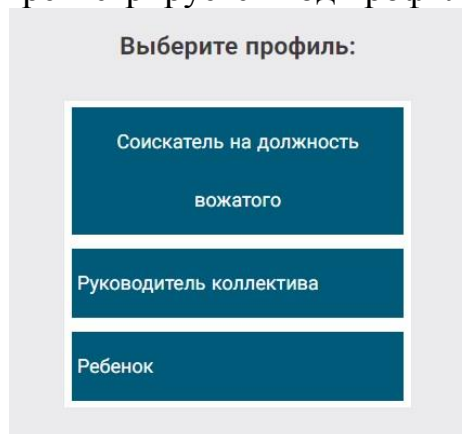 Выберите профиль:
Соискатель на должность
вожатого
Руководитель коллектива
Ребенок